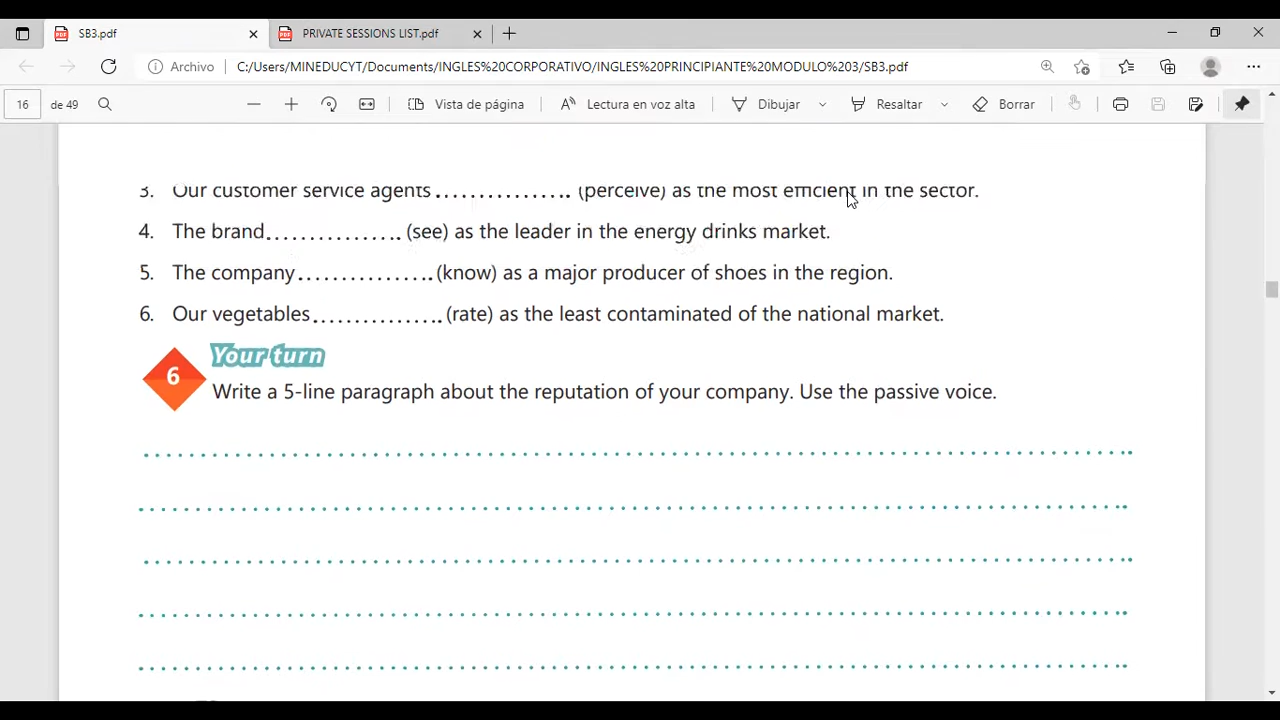 SB3.pdf
PRIVATE SESSIONS LIST.pdf
Archivo C:/Users/MINEDUCYT/Documents/INGLES%20CORPORATIVO/INGLES%20PRINCIPIANTE%20MODULO%203/SB3.pdf
16 de 49 Vista de página Lectura en voz alta Dibujar Resaltar Borrar
3. Our customer service agents ................ (perceive) as the most efficient in the sector.
4. The brand................ (see) as the leader in the energy drinks market.
5. The company ................ (know) as a major producer of shoes in the region.
6. Our vegetables................ (rate) as the least contaminated of the national market.
Your turn
6 Write a 5-line paragraph about the reputation of your company. Use the passive voice.